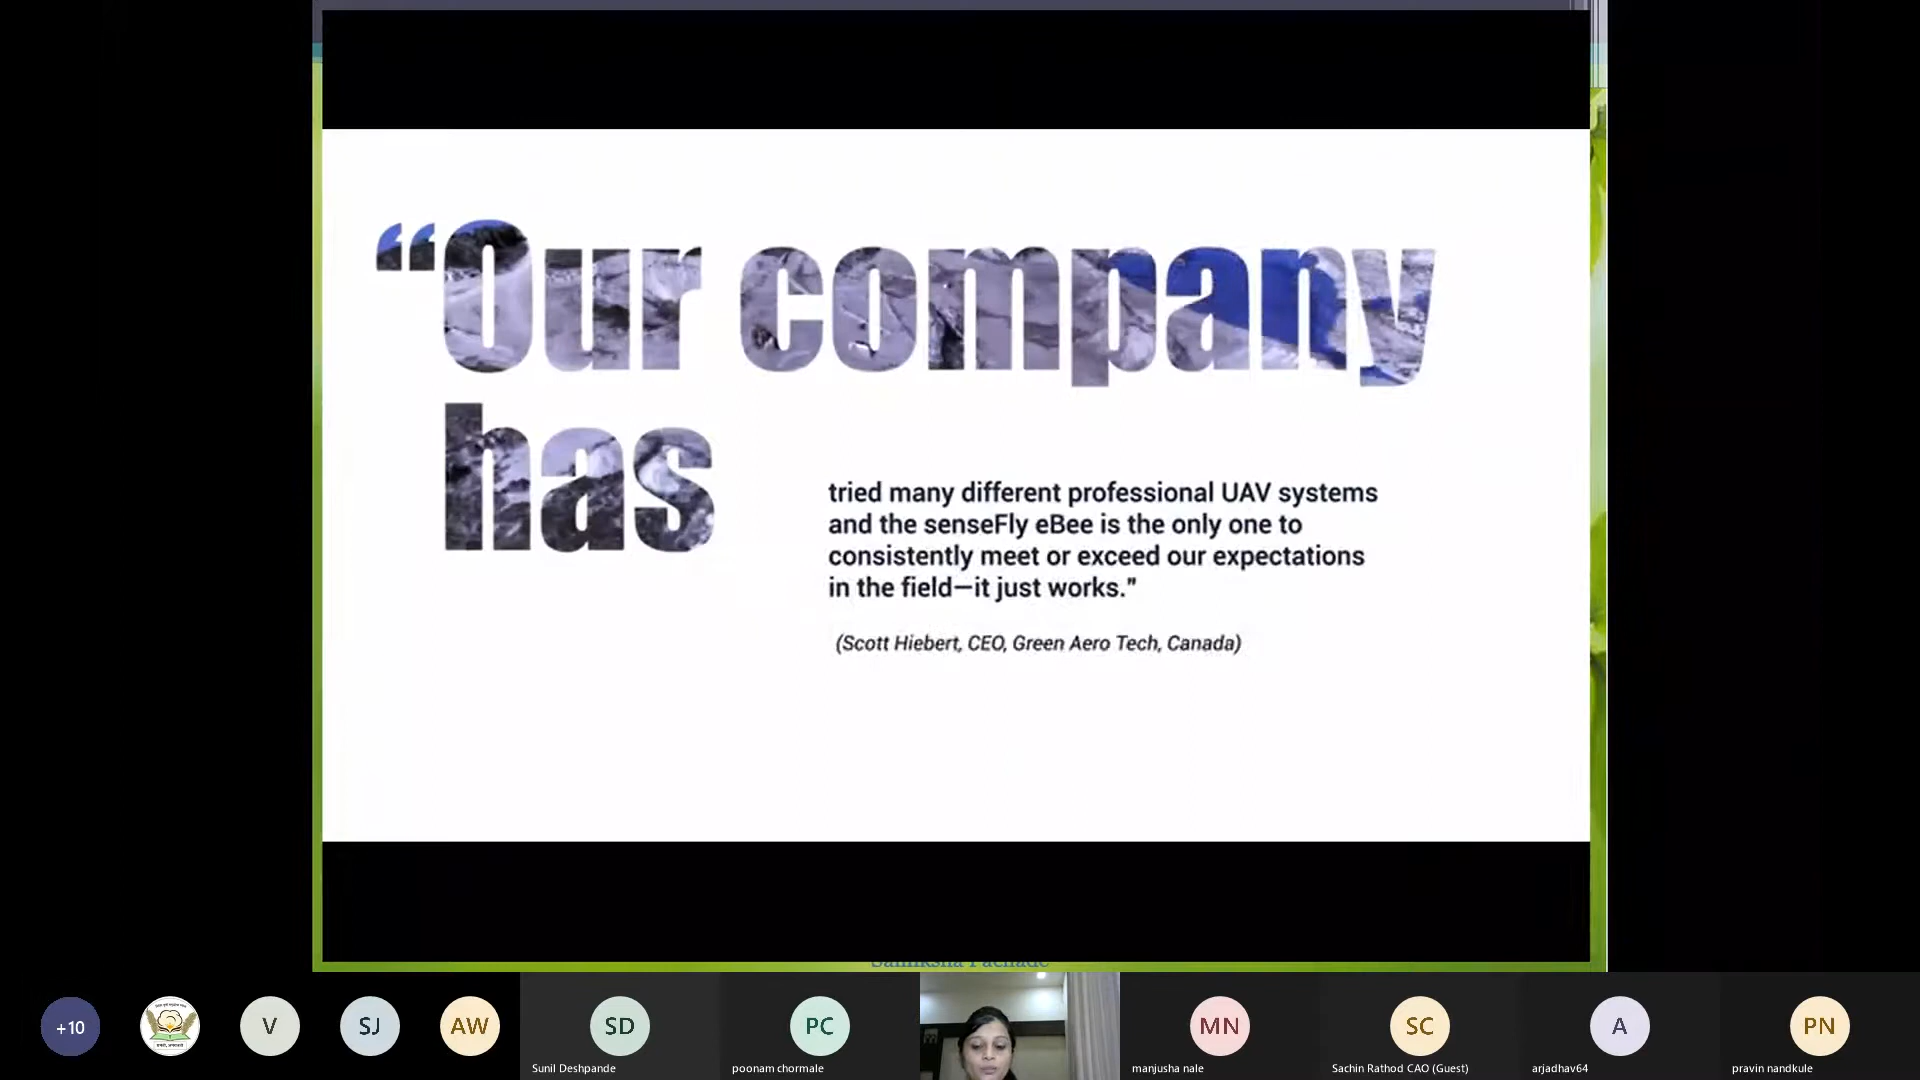 “Our company
has
tried many different professional UAV systems
and the senseFly eBee is the only one to
consistently meet or exceed our expectations
in the field—it just works."
(Scott Hiebert, CEO, Green Aero Tech, Canada)
+10
V
SJ
AW
SD
Sunil Deshpande
PC
poonam chormale
MN
manjusha nale
SC
Sachin Rathod CAO (Guest)
A
arjadhav64
PN
pravin nandkule